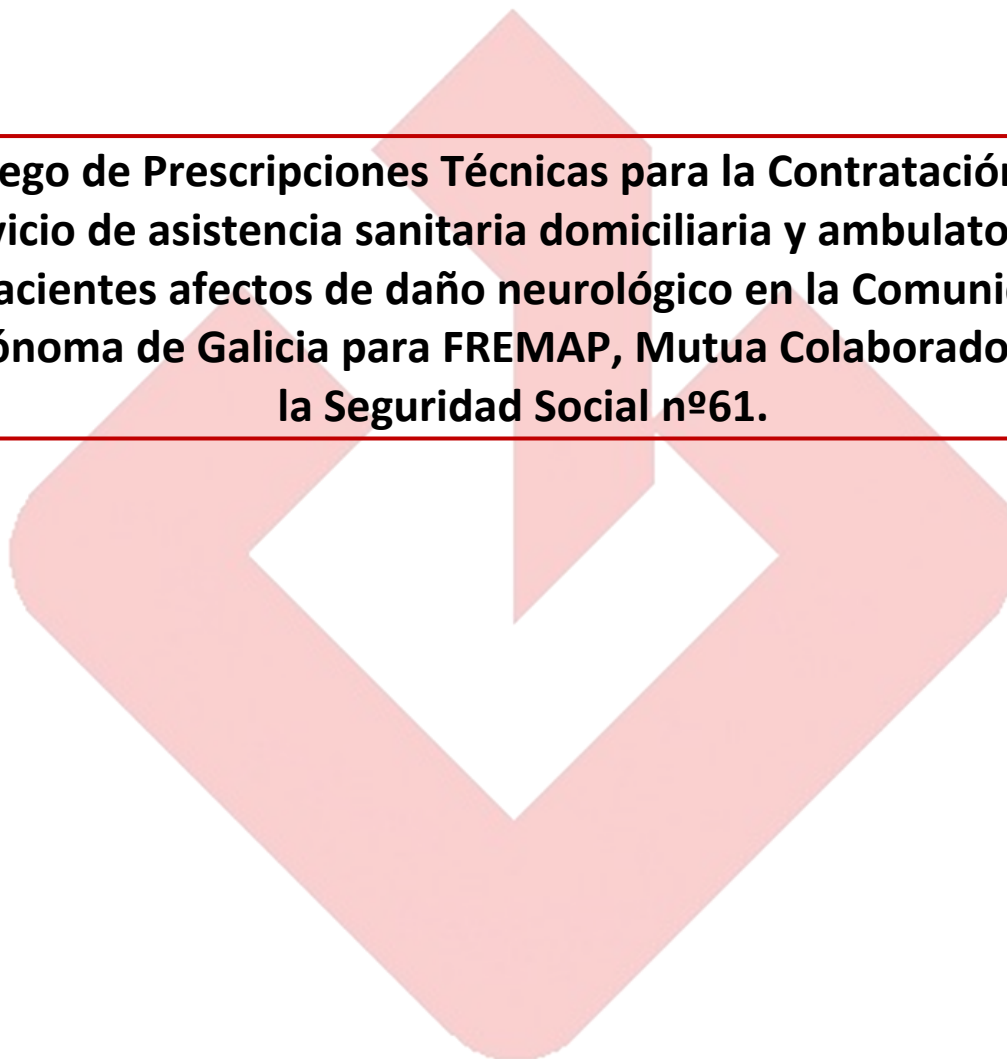 ego de Prescripciones Técnicas para la Contratación
vicio de asistencia sanitaria domiciliaria y ambulato
acientes afectos de daño neurológico en la Comuni
ónoma de Galicia para FREMAP, Mutua Colaborado
la Seguridad Social nº61.